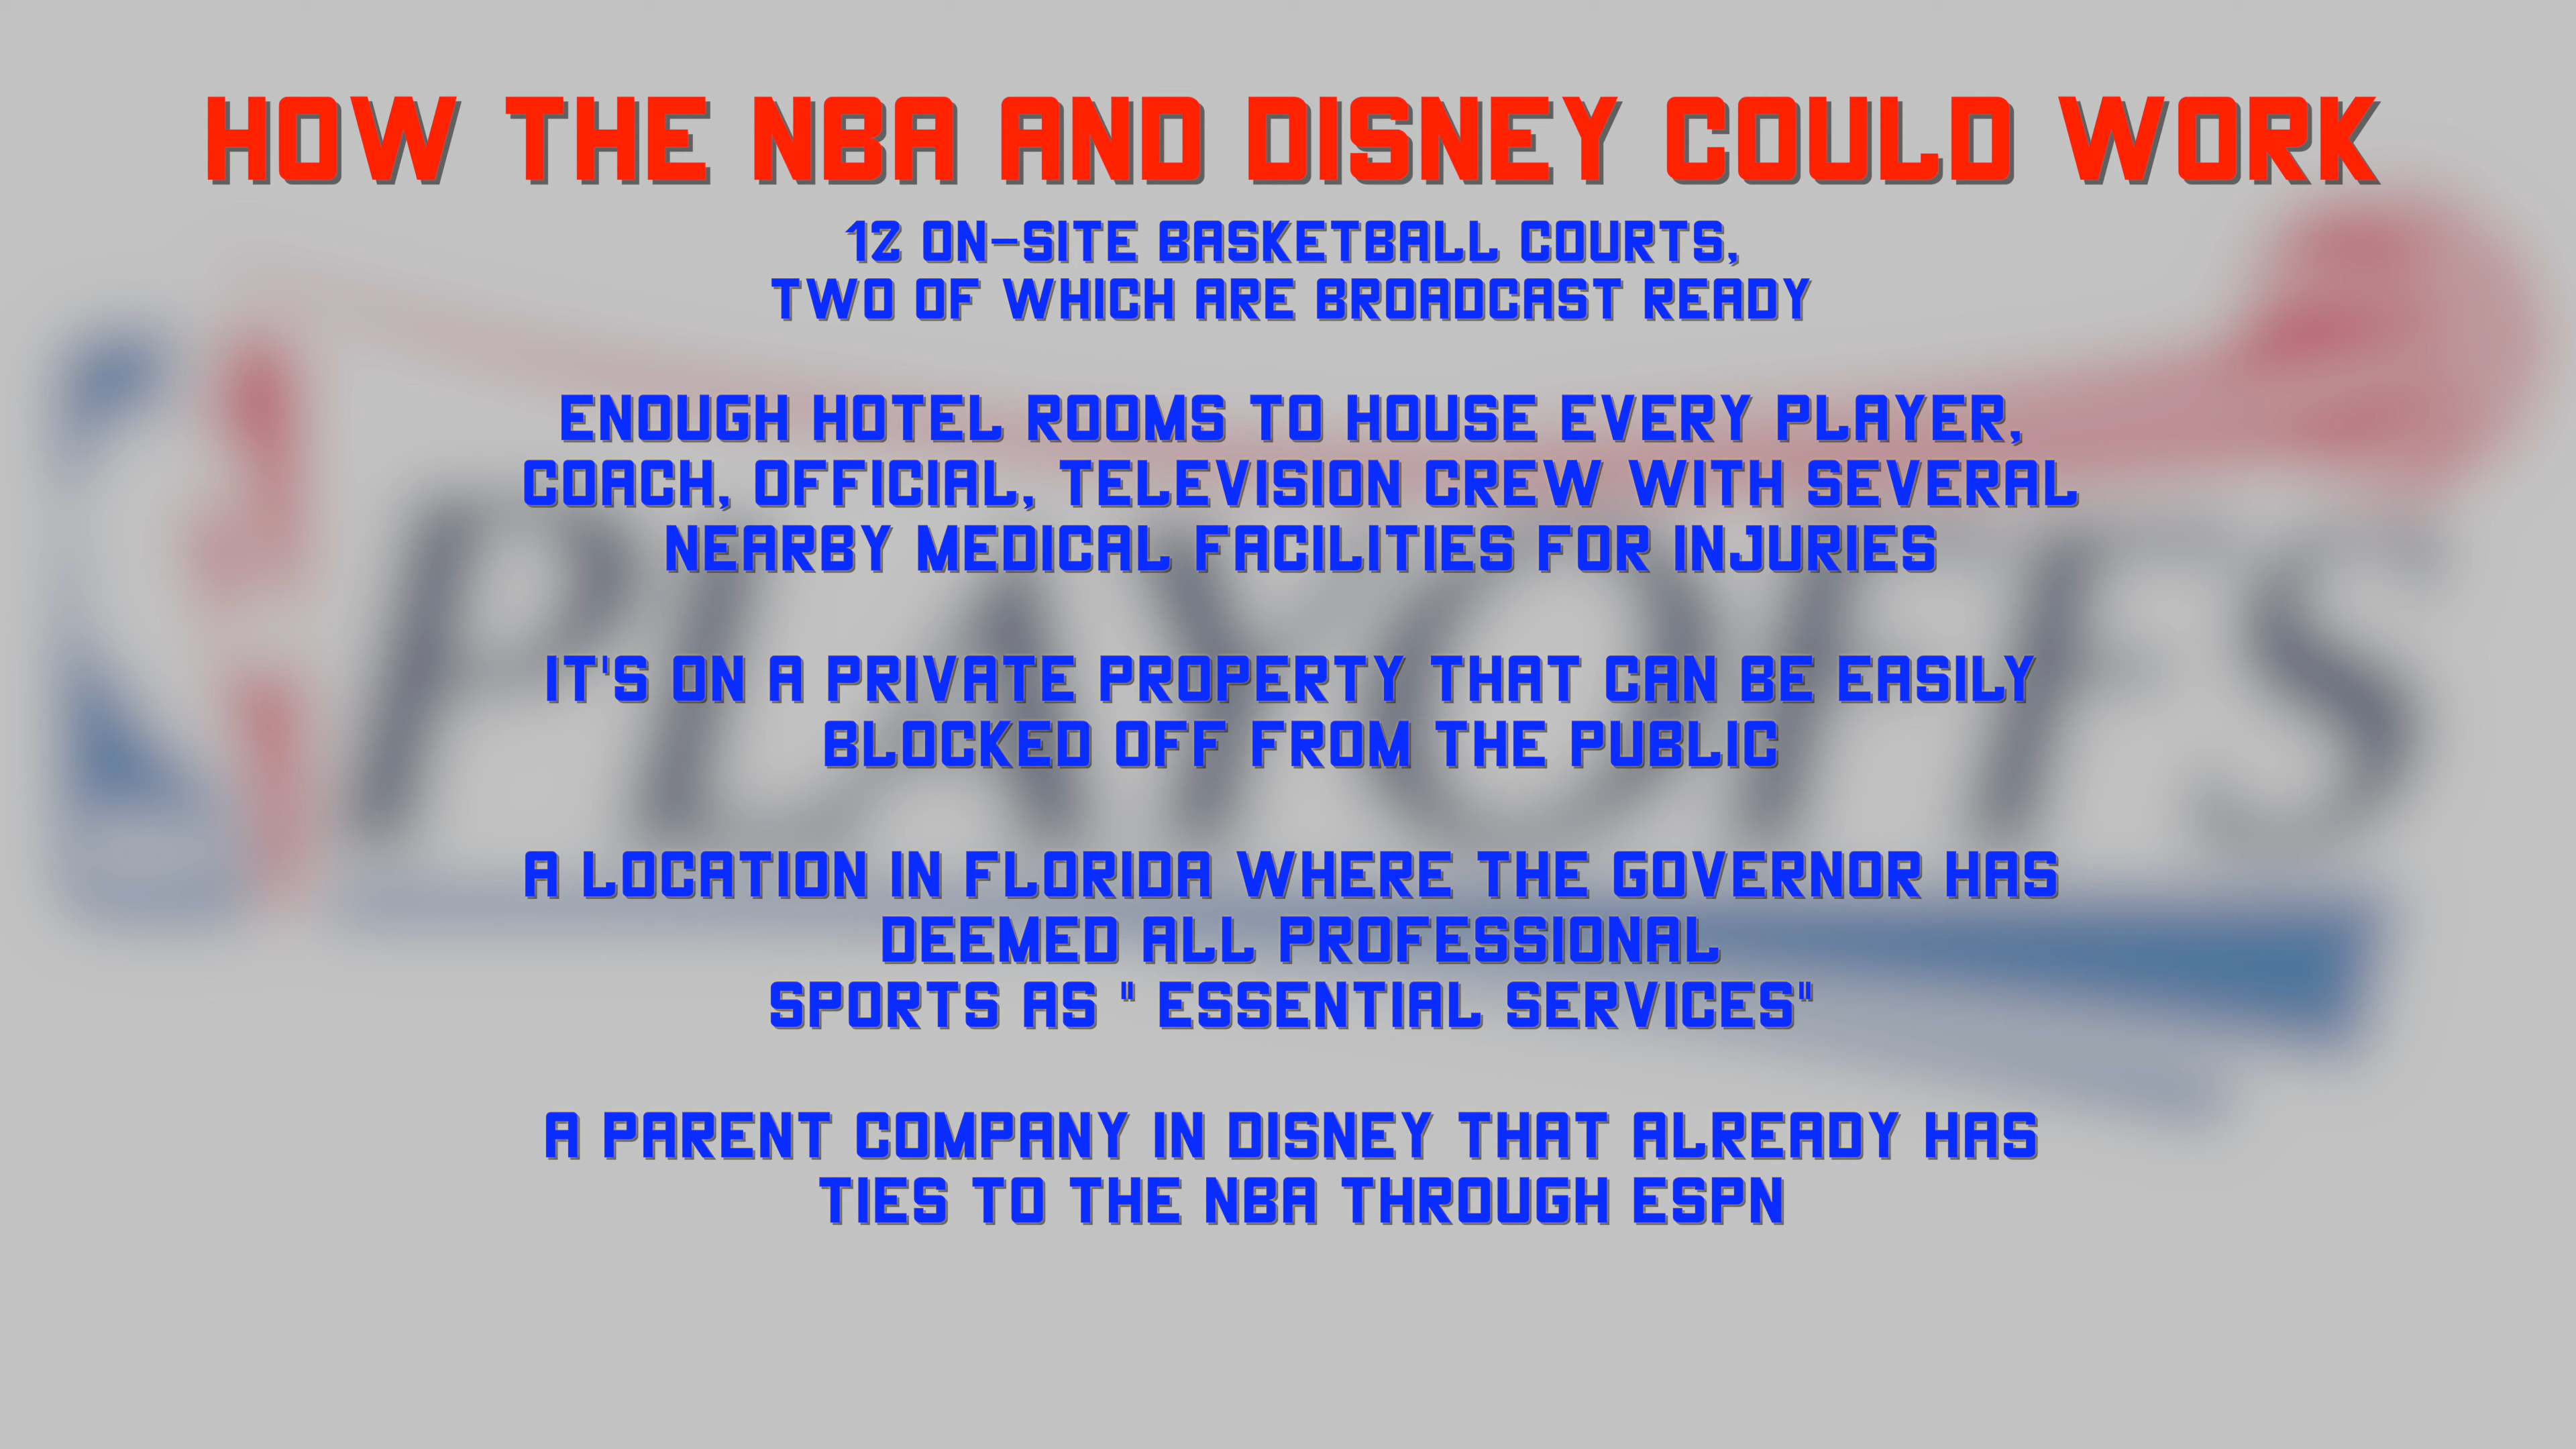 HOW THE NBA AND DISNEY COULD WORK
12 ON-SITE BASKETBALL COURTS,
TWO OF WHICH ARE BROADCAST READY
ENOUGH HOTEL ROOMS TO HOUSE EVERY PLAYER,
COACH, OFFICIAL, TELEVISION CREW WITH SEVERAL
NEARBY MEDICAL FACILITIES FOR INJURIES
IT'S ON A PRIVATE PROPERTY THAT CAN BE EASILY
BLOCKED OFF FROM THE PUBLIC
A LOCATION IN FLORIDA WHERE THE GOVERNOR HAS
DEEMED ALL PROFESSIONAL
SPORTS AS " ESSENTIAL SERVICES"
A PARENT COMPANY IN DISNEY THAT ALREADY HAS
TIES TO THE NBA THROUGH ESPN
PLAYOFFS